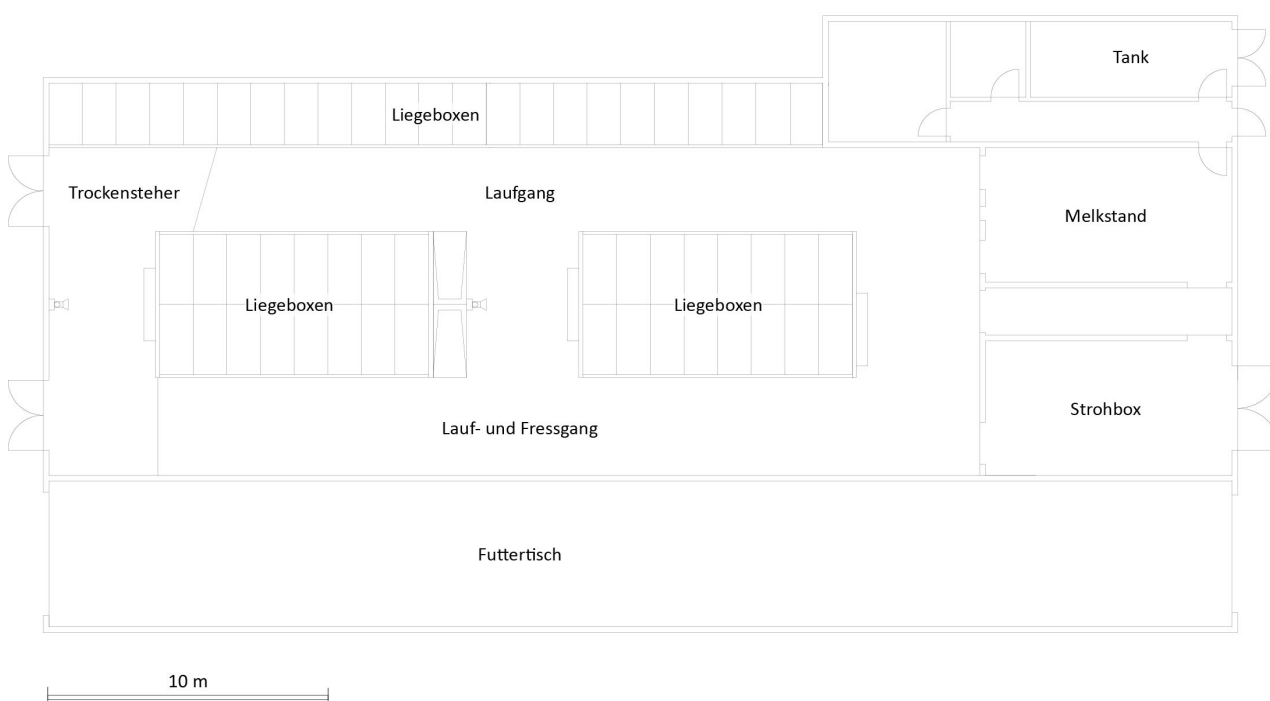 Tank
Liegeboxen
Trockensteher
Laufgang
Melkstand
Liegeboxen
Liegeboxen
Strohbox
Lauf- und Fressgang
Futtertisch
10 m